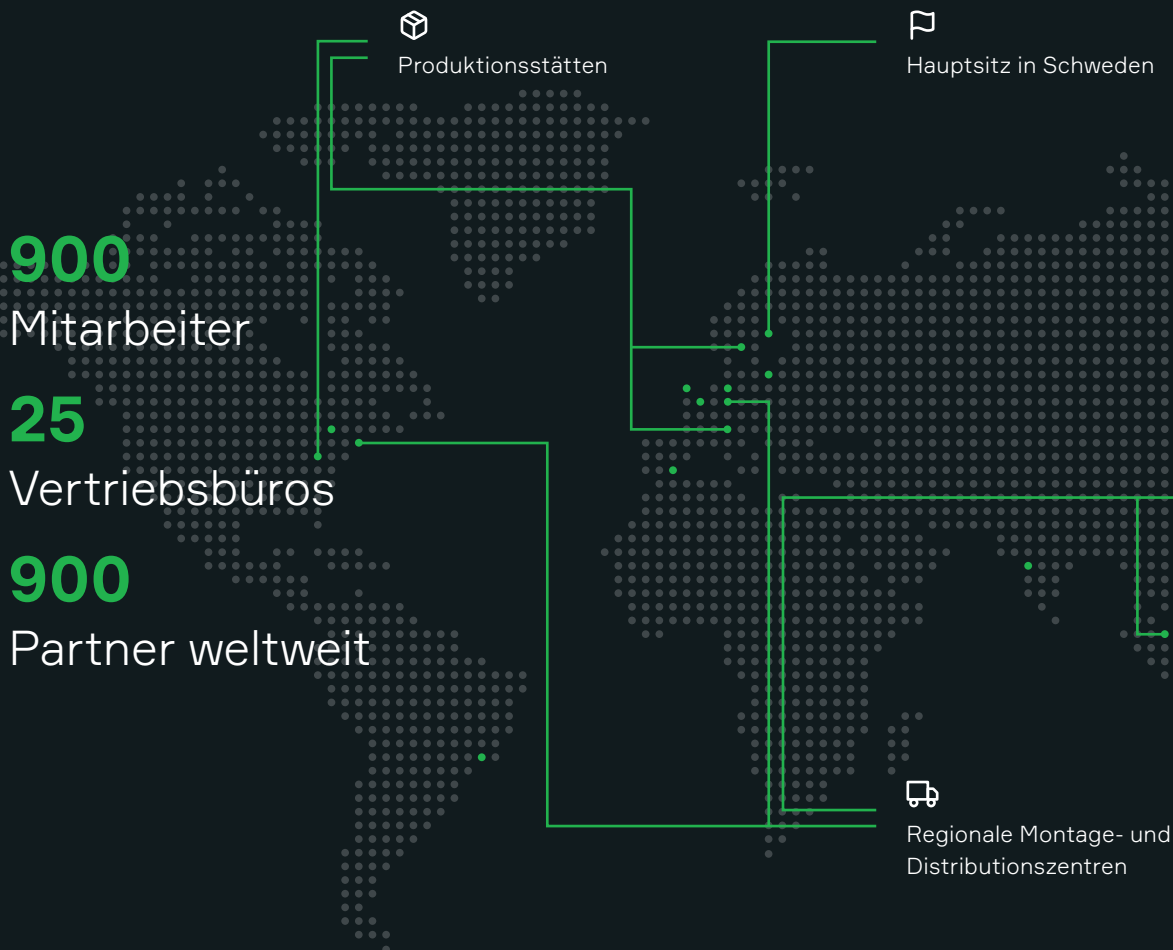 Produktionsstätten
Hauptsitz in Schweden
900
Mitarbeiter
25
Vertriebsbüros
900
Partner weltweit
Regionale Montage- und
Distributionszentren